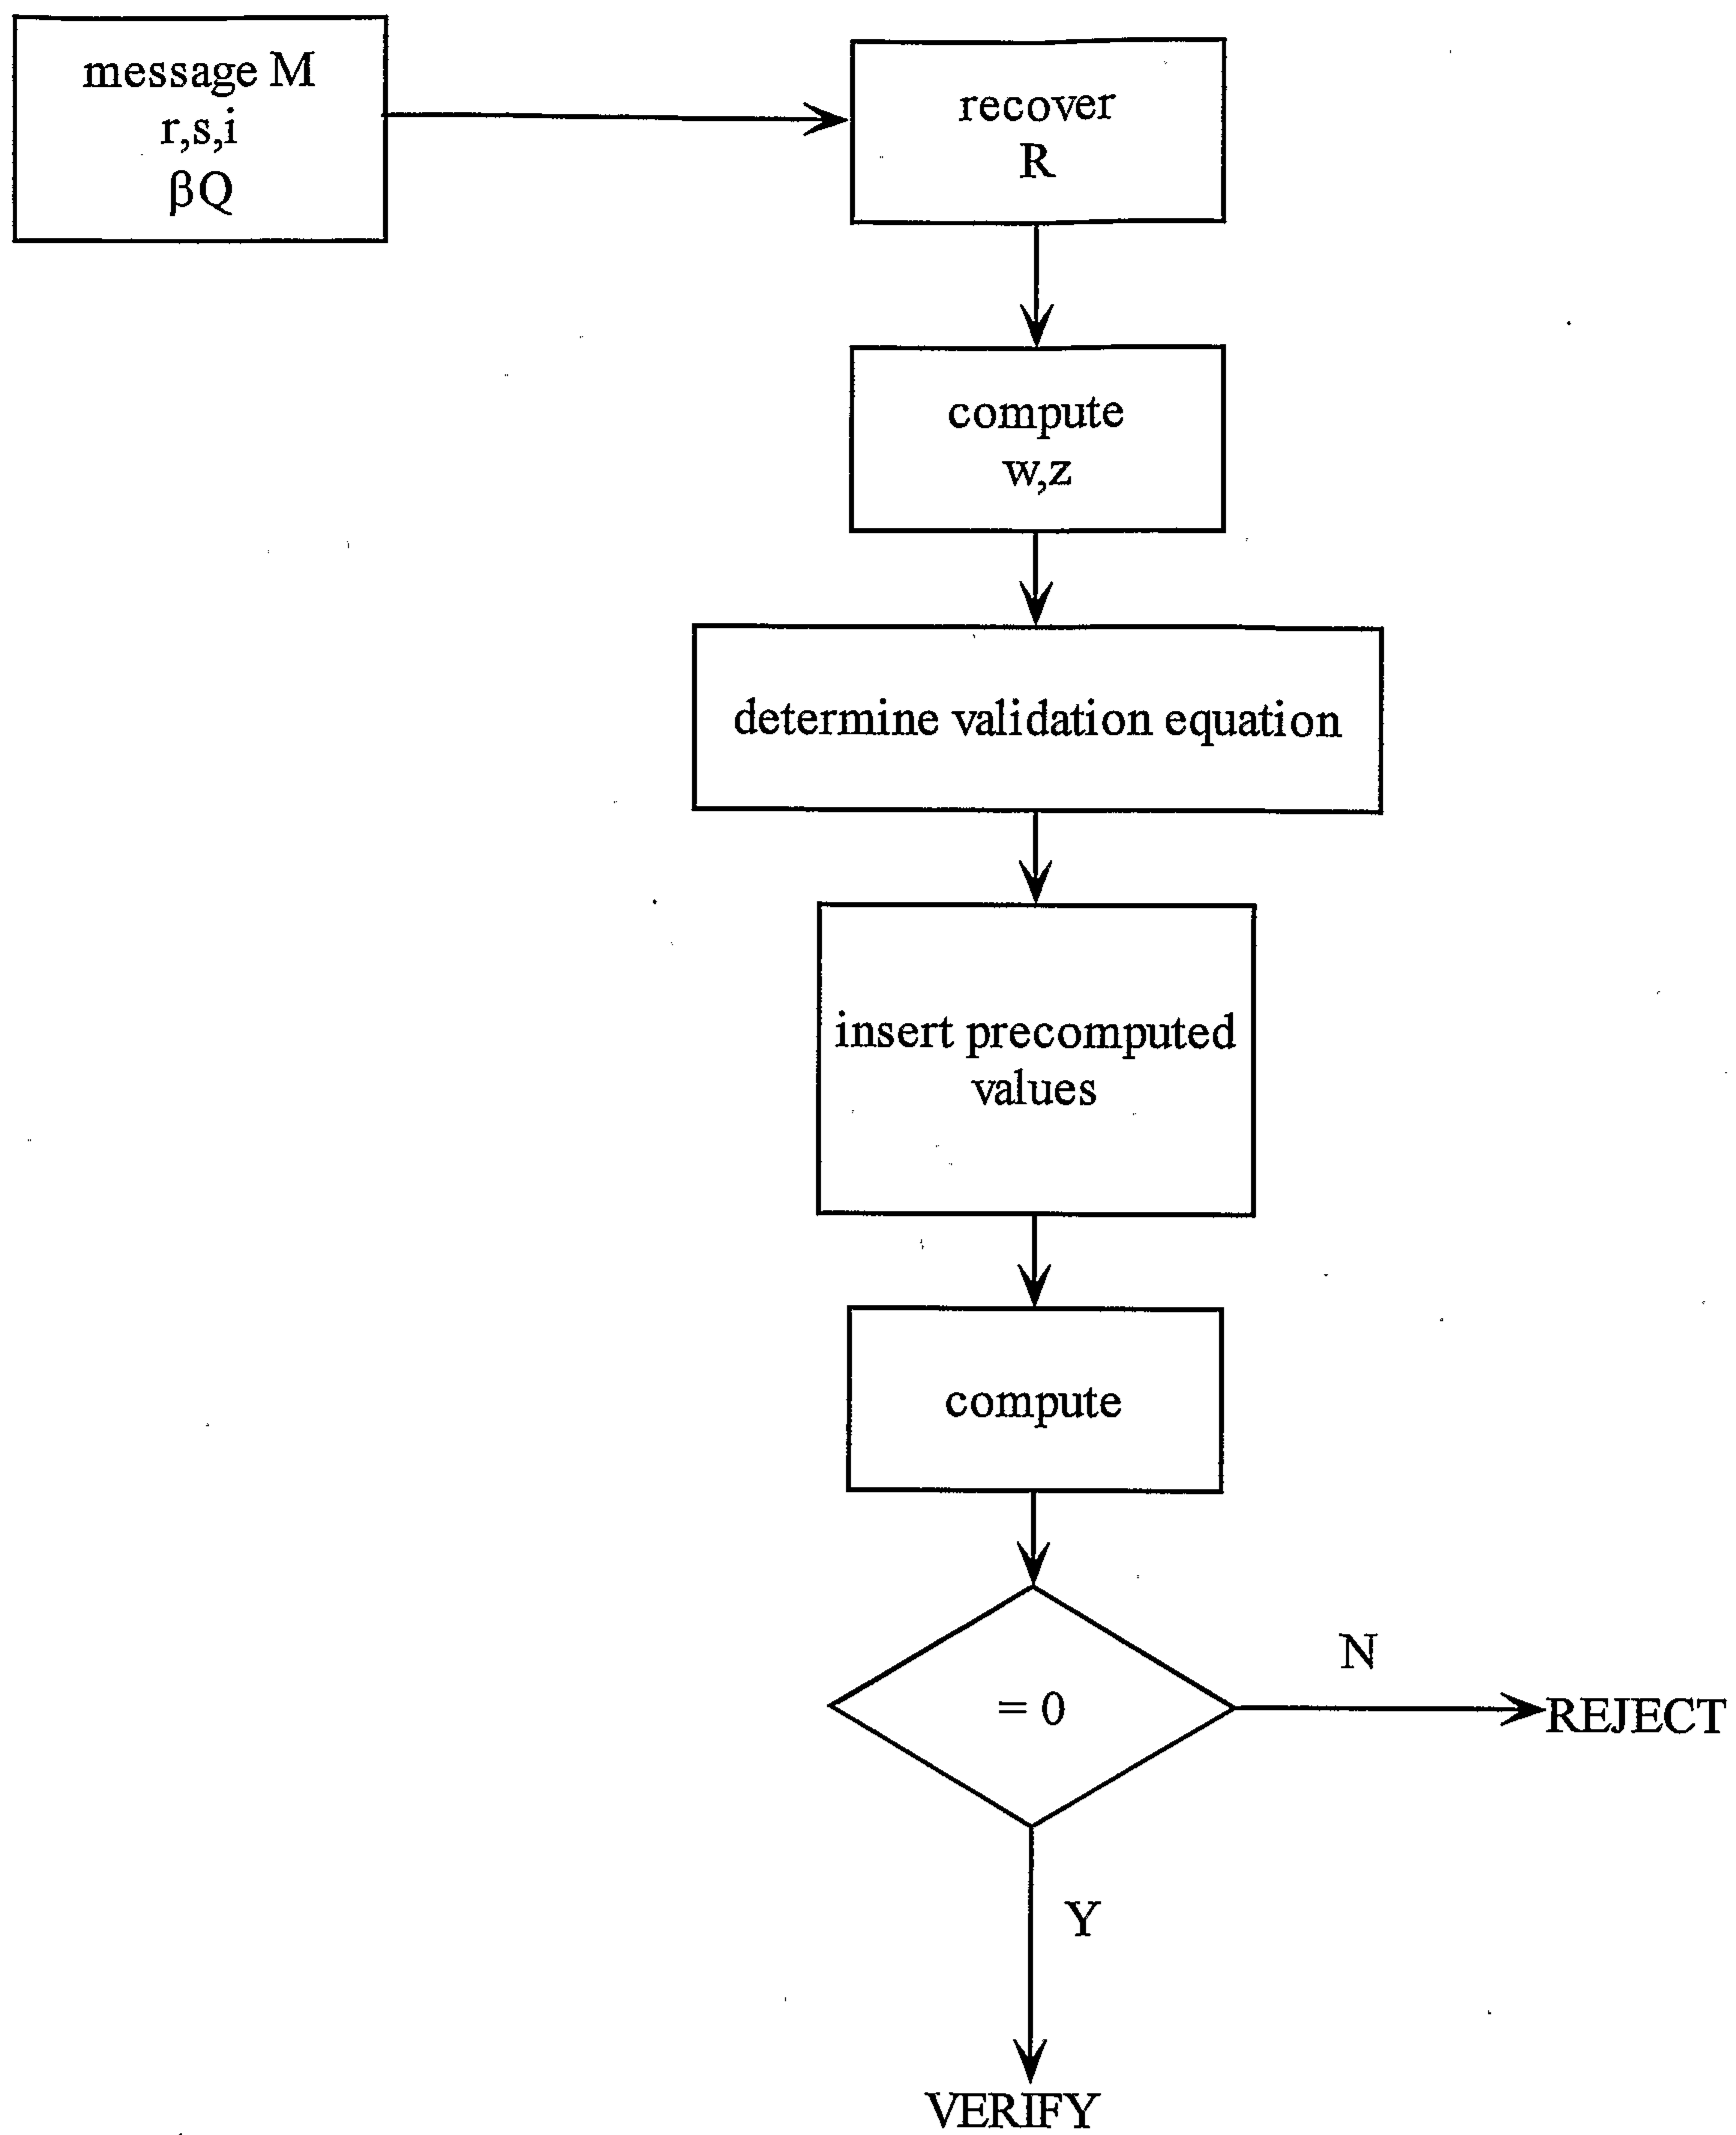 message M
r,s,i
βQ
recover
R
compute
w,z
determine validation equation
insert precomputed
values
compute
= 0
N
REJECT
Y
VERIFY